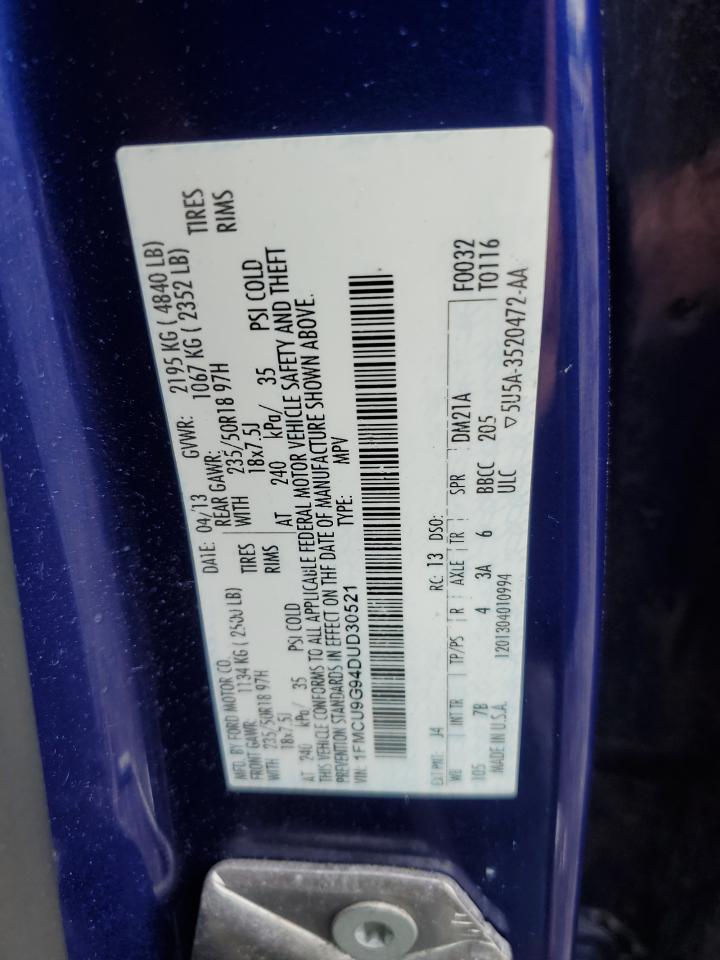 MFD. BY FORD MOTOR CO. DATE: 04/13 GVWR: 2195 KG ( 4840 LB)
FRONT GAWR: 1134 KG ( 2500 LB) REAR GAWR: 1067 KG ( 2352 LB)
WITH 235/50R18 97H TIRES WITH 235/50R18 97H TIRES
18x7.5J RIMS 18x7.5J RIMS
AT 240 kPa/ 35 PSI COLD AT 240 kPa/ 35 PSI COLD
THIS VEHICLE CONFORMS TO ALL APPLICABLE FEDERAL MOTOR VEHICLE SAFETY AND THEFT
PREVENTION STANDARDS IN EFFECT ON THE DATE OF MANUFACTURE SHOWN ABOVE.
VIN: 1FMCU9G94DUD30521 TYPE: MPV
EXT PNT: J4 RC: 13 DSO: F0032
WB INT TR TP/PS R AXLE TR SPR DM21A T0116
105 7B 4 3A 6 BBCC 205
MADE IN U.S.A. 1201304010994 ULC ▽5U5A-3520472-AA